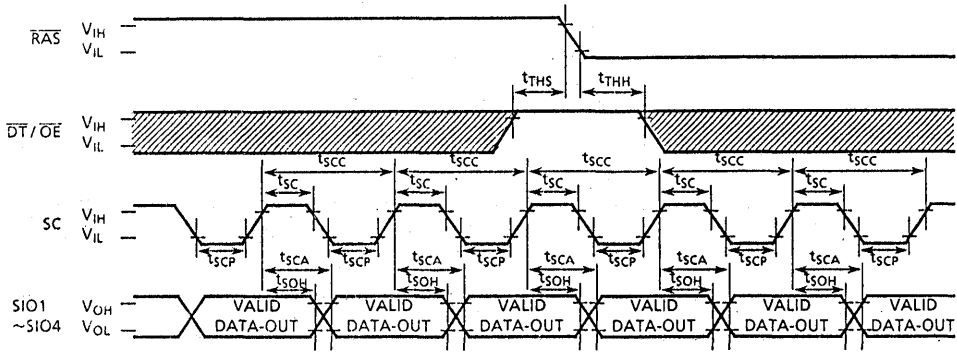 RAS VIH
VIL
tTHS tTHH
DT/OE VIH
VIL
tSCC tSCC tSCC tSCC tSCC
tSC tSC tSC tSC tSC
SC VIH
VIL
tSCP tSCP tSCP tSCP tSCP tSCP
tSCA tSCA tSCA tSCA tSCA
tSOH tSOH tSOH tSOH tSOH
SIO1 VOH VALID VALID VALID VALID VALID VALID
~SIO4 VOL DATA-OUT DATA-OUT DATA-OUT DATA-OUT DATA-OUT DATA-OUT